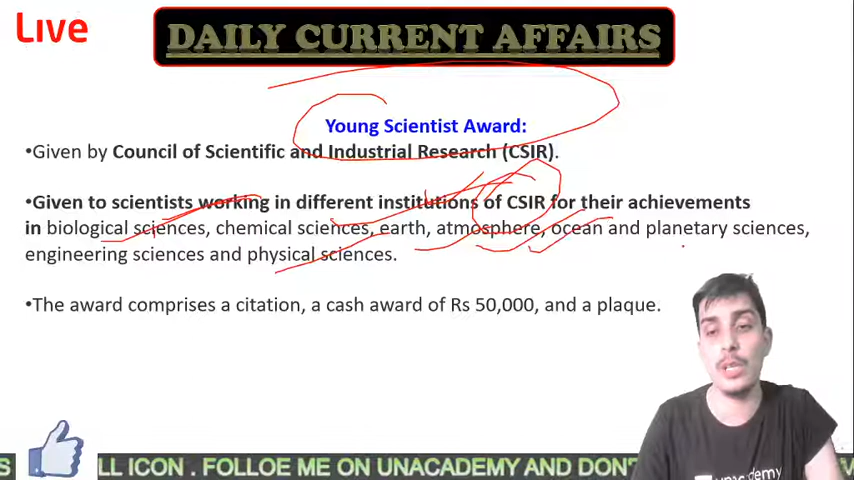 Live
DAILY CURRENT AFFAIRS
Young Scientist Award:
•Given by Council of Scientific and Industrial Research (CSIR).
•Given to scientists working in different institutions of CSIR for their achievements
in biological sciences, chemical sciences, earth, atmosphere, ocean and planetary sciences,
engineering sciences and physical sciences.
•The award comprises a citation, a cash award of Rs 50,000, and a plaque.
unacademy
S LL ICON . FOLLOE ME ON UNACADEMY AND DON'